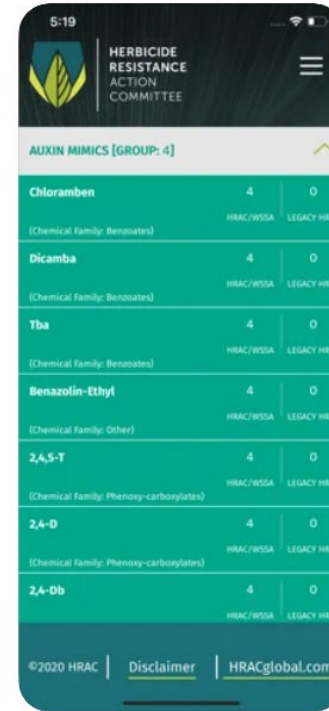 5:19
HERBICIDE
RESISTANCE
ACTION
COMMITTEE
AUXIN MIMICS [GROUP: 4]
Chloramben 4 0
HRAC/WSSA LEGACY HR
(Chemical Family: Benzoates)
Dicamba 4 0
HRAC/WSSA LEGACY HR
(Chemical Family: Benzoates)
Tba 4 0
HRAC/WSSA LEGACY HR
(Chemical Family: Benzoates)
Benazolin-Ethyl 4 0
HRAC/WSSA LEGACY HR
(Chemical Family: Other)
2,4,5-T 4 0
HRAC/WSSA LEGACY HR
(Chemical Family: Phenoxy-carboxylates)
2,4-D 4 0
HRAC/WSSA LEGACY HR
(Chemical Family: Phenoxy-carboxylates)
2,4-Db 4 0
HRAC/WSSA LEGACY HR
©2020 HRAC Disclaimer HRACglobal.com